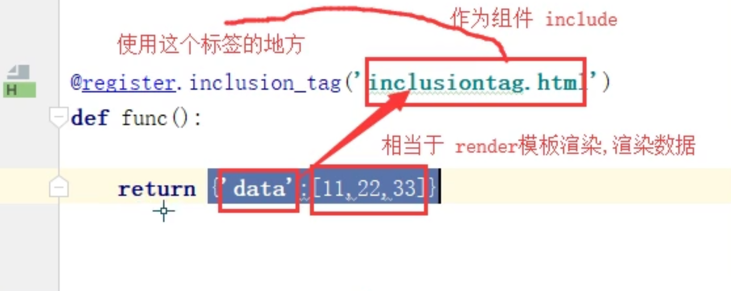 作为组件 include
使用这个标签的地方
@register.inclusion_tag('inclusiontag.html')
def func():
相当于 render模板渲染,渲染数据
return {'data':[11,22,33]}